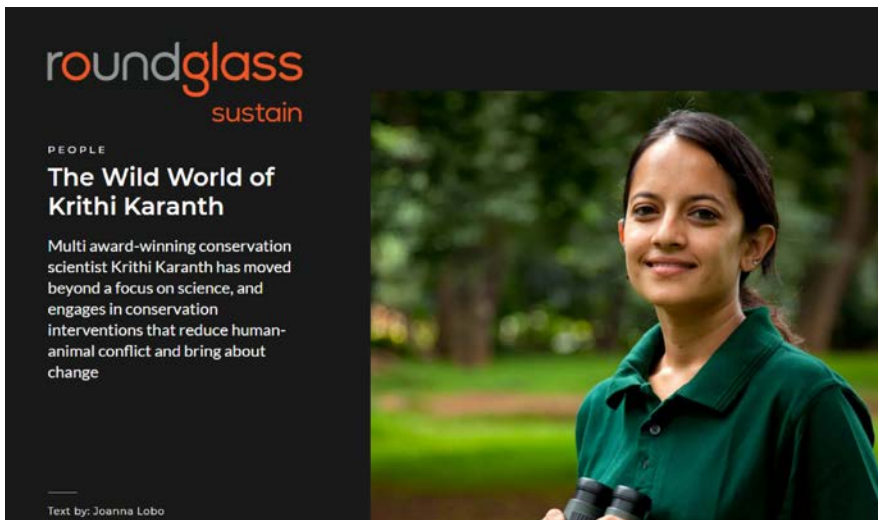 roundglass
sustain
PEOPLE
The Wild World of
Krithi Karanth
Multi award-winning conservation
scientist Krithi Karanth has moved
beyond a focus on science, and
engages in conservation
interventions that reduce human-
animal conflict and bring about
change
Text by: Joanna Lobo